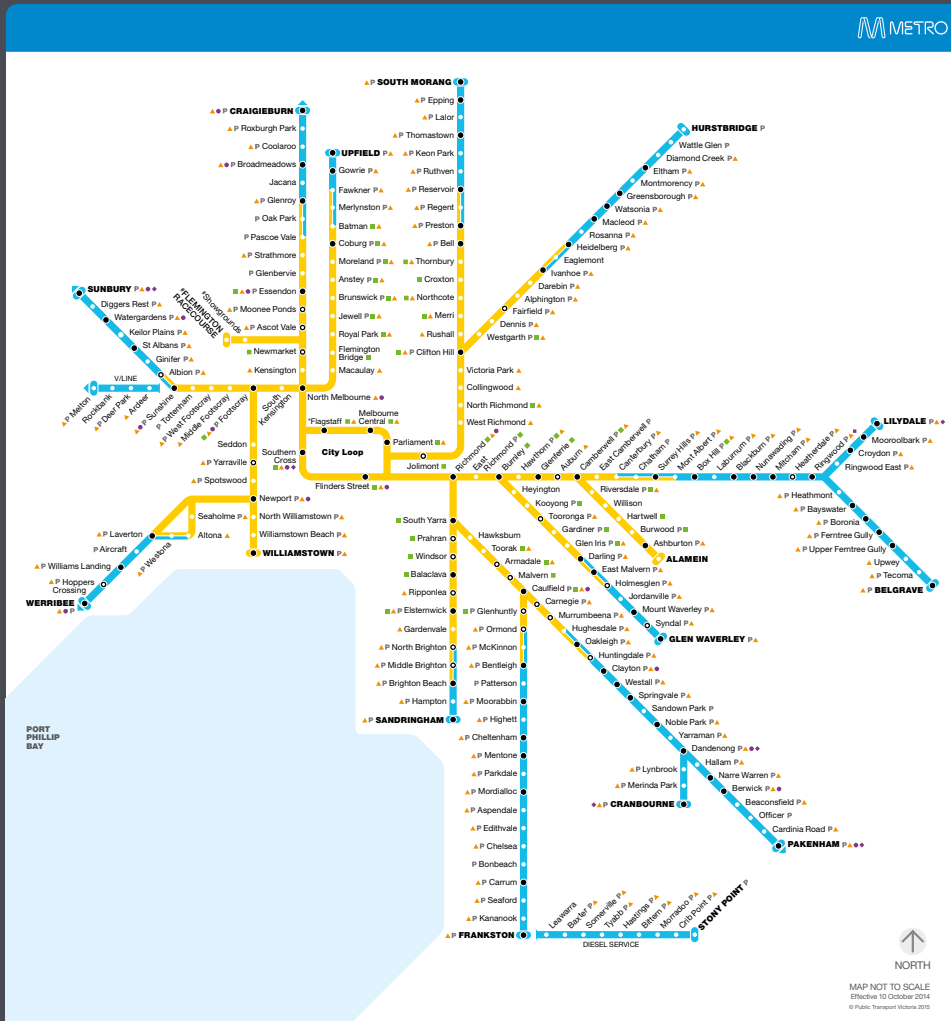 METRO
P SOUTH MORANG
P Epping
P Lalor
P Thomastown
P Keon Park
P Ruthven
P Reservoir
P Regent
P Preston
P Bell
Thornbury
Croxton
Northcote
Merri
Rushall
P Clifton Hill
Victoria Park
Collingwood
North Richmond
West Richmond
P CRAIGIEBURN
P Roxburgh Park
P Coolaroo
P Broadmeadows
Jacana
P Glenroy
P Oak Park
P Pascoe Vale
P Strathmore
P Glenbervie
P Essendon
P Moonee Ponds
P Ascot Vale
Newmarket
Kensington
North Melbourne
UPFIELD P
Gowrie P
Fawkner P
Merlynston P
Batman
Coburg P
Moreland P
Anstey P
Brunswick P
Jewell P
Royal Park
Flemington
Bridge
Macaulay
HURSTBRIDGE P
Wattle Glen P
Diamond Creek P
Eltham P
Montmorency P
Greensborough P
Watsonia P
Macleod P
Rosanna P
Heidelberg P
Eaglemont
Ivanhoe P
Darebin P
Alphington P
Fairfield P
Dennis P
Westgarth P
SUNBURY P
Diggers Rest P
Watergardens P
Keilor Plains P
St Albans P
Ginifer P
Albion P
*Showgrounds
*FLEMINGTON
RACECOURSE
V/LINE
P Melton
Rockbank
P Deer Park
P Ardeer
P Sunshine
P Tottenham
P West Footscray
P Middle Footscray
P Footscray
South
Kensington
*Flagstaff
Melbourne
Central
Parliament
Jolimont
City Loop
Southern
Cross
Flinders Street
Seddon
P Yarraville
P Spotswood
Newport P
Seaholme P
Altona
North Williamstown P
Williamstown Beach P
WILLIAMSTOWN P
P Laverton
P Westona
P Aircraft
P Williams Landing
P Hoppers
Crossing
WERRIBEE
P
Richmond
East
Richmond P
Burnley P
Hawthorn P
Glenferrie
Auburn
Camberwell P
East Camberwell P
Canterbury P
Chatham P
Surrey Hills P
Mont Albert P
Box Hill P
Laburnum P
Blackburn P
Nunawading P
Mitcham P
Heatherdale P
Ringwood P
LILYDALE P
Mooroolbark P
Croydon P
Ringwood East P
P Heathmont
P Bayswater
P Boronia
P Ferntree Gully
P Upper Ferntree Gully
Upwey
P Tecoma
P BELGRAVE
Riversdale P
Willison
Hartwell
Burwood P
Ashburton P
ALAMEIN
Heyington
Kooyong P
Tooronga P
Gardiner P
Glen Iris P
Darling P
East Malvern P
Holmesglen P
Jordanville P
Mount Waverley P
Syndal P
GLEN WAVERLEY P
South Yarra
Prahran
Windsor
Balaclava
Ripponlea
P Elsternwick
Gardenvale
P North Brighton
P Middle Brighton
P Brighton Beach
P Hampton
P SANDRINGHAM
Hawksburn
Toorak
Armadale
Malvern
Caulfield P
Carnegie P
Murrumbeena P
Hughesdale P
Oakleigh P
Huntingdale P
Clayton P
Westall P
Springvale P
Sandown Park P
Noble Park P
Yarraman P
Dandenong P
Hallam P
Narre Warren P
Berwick P
Beaconsfield P
Officer P
Cardinia Road P
PAKENHAM P
P Lynbrook
P Merinda Park
P CRANBOURNE
P Glenhuntly
P Ormond
P McKinnon
P Bentleigh
P Patterson
P Moorabbin
P Highett
P Cheltenham
P Mentone
P Parkdale
P Mordialloc
P Aspendale
P Edithvale
P Chelsea
P Bonbeach
P Carrum
P Seaford
P Kananook
P FRANKSTON
Leawarra
Baxter P
Somerville P
Tyabb P
Hastings P
Bittern P
Morradoo P
Crib Point P
STONY POINT P
DIESEL SERVICE
PORT
PHILLIP
BAY
NORTH
MAP NOT TO SCALE
Effective 10 October 2014
© Public Transport Victoria 2015